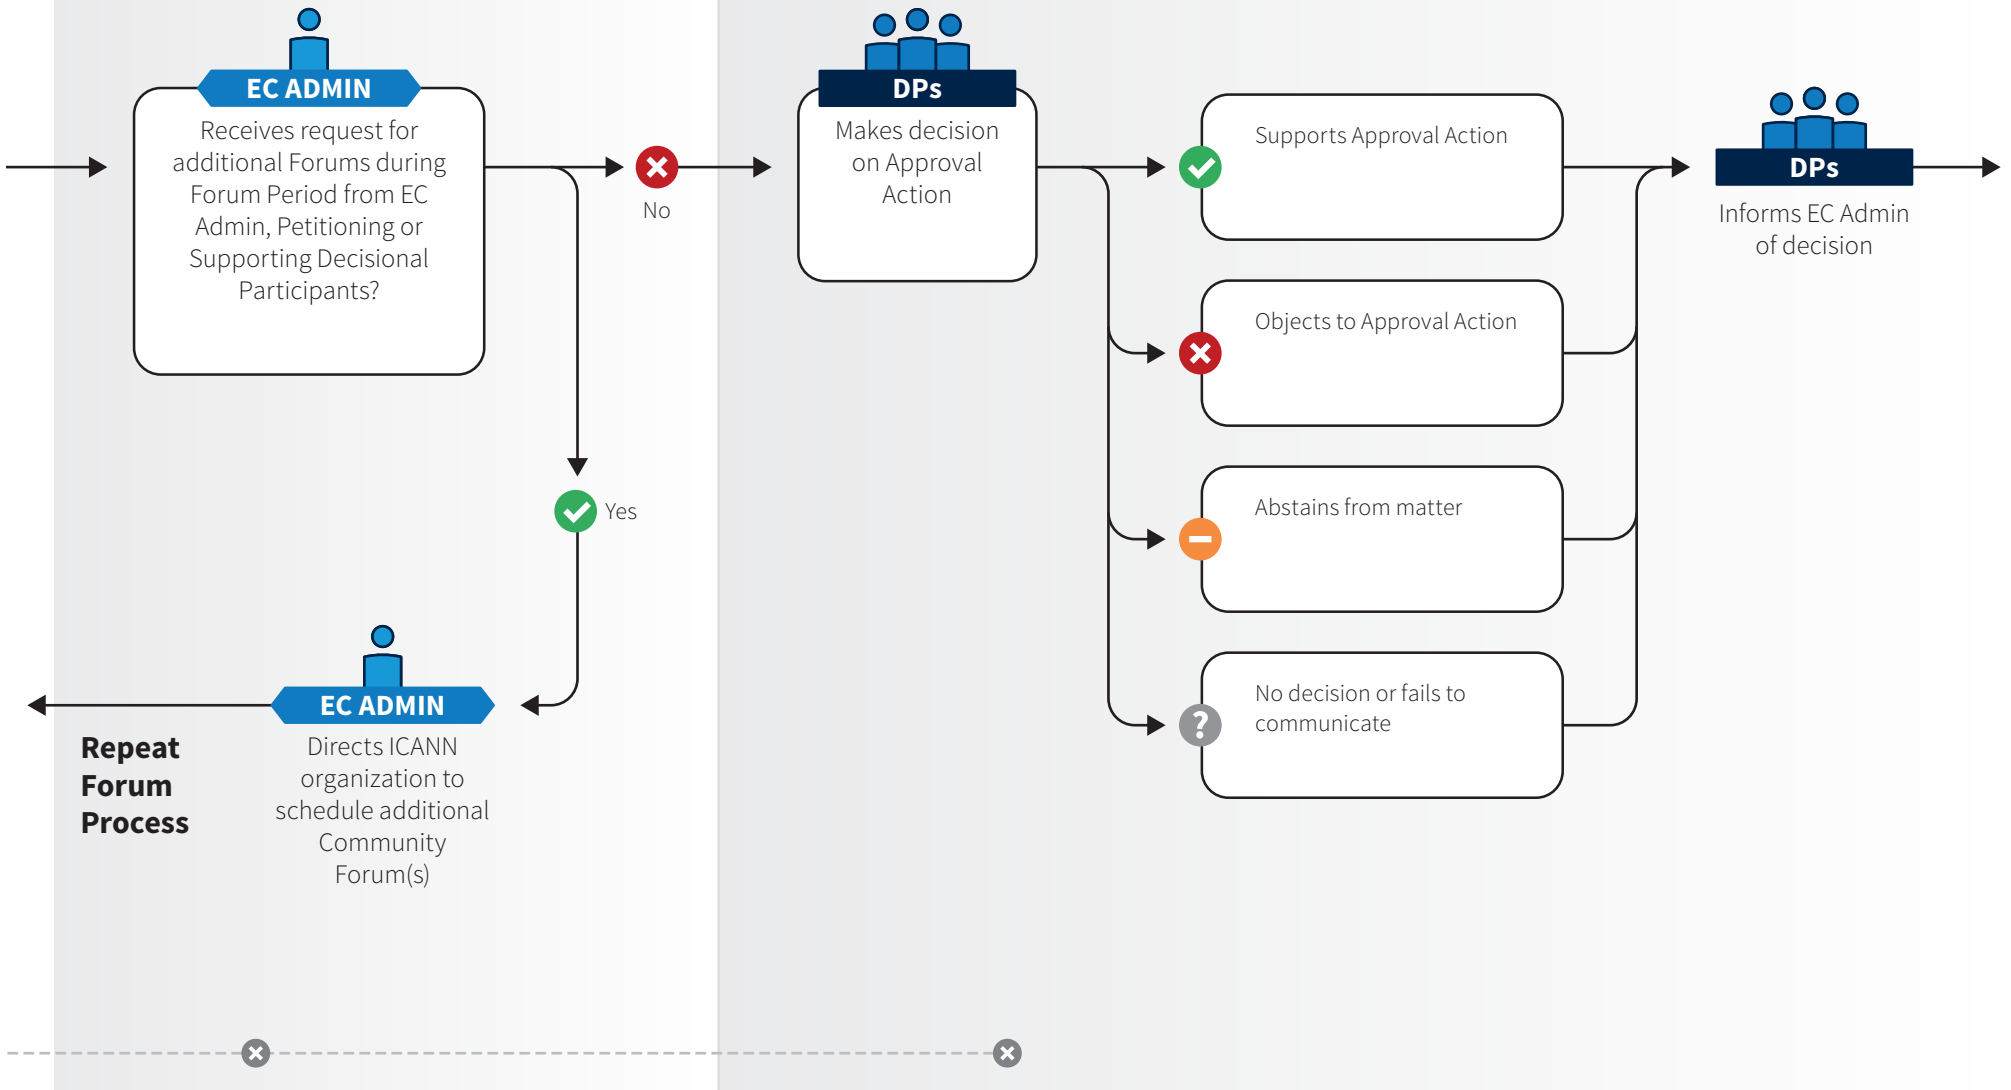 EC ADMIN
Receives request for
additional Forums during
Forum Period from EC
Admin, Petitioning or
Supporting Decisional
Participants?
No
Yes
EC ADMIN
Directs ICANN
organization to
schedule additional
Community
Forum(s)
Repeat
Forum
Process
DPs
Makes decision
on Approval
Action
Supports Approval Action
Objects to Approval Action
Abstains from matter
?
No decision or fails to
communicate
DPs
Informs EC Admin
of decision